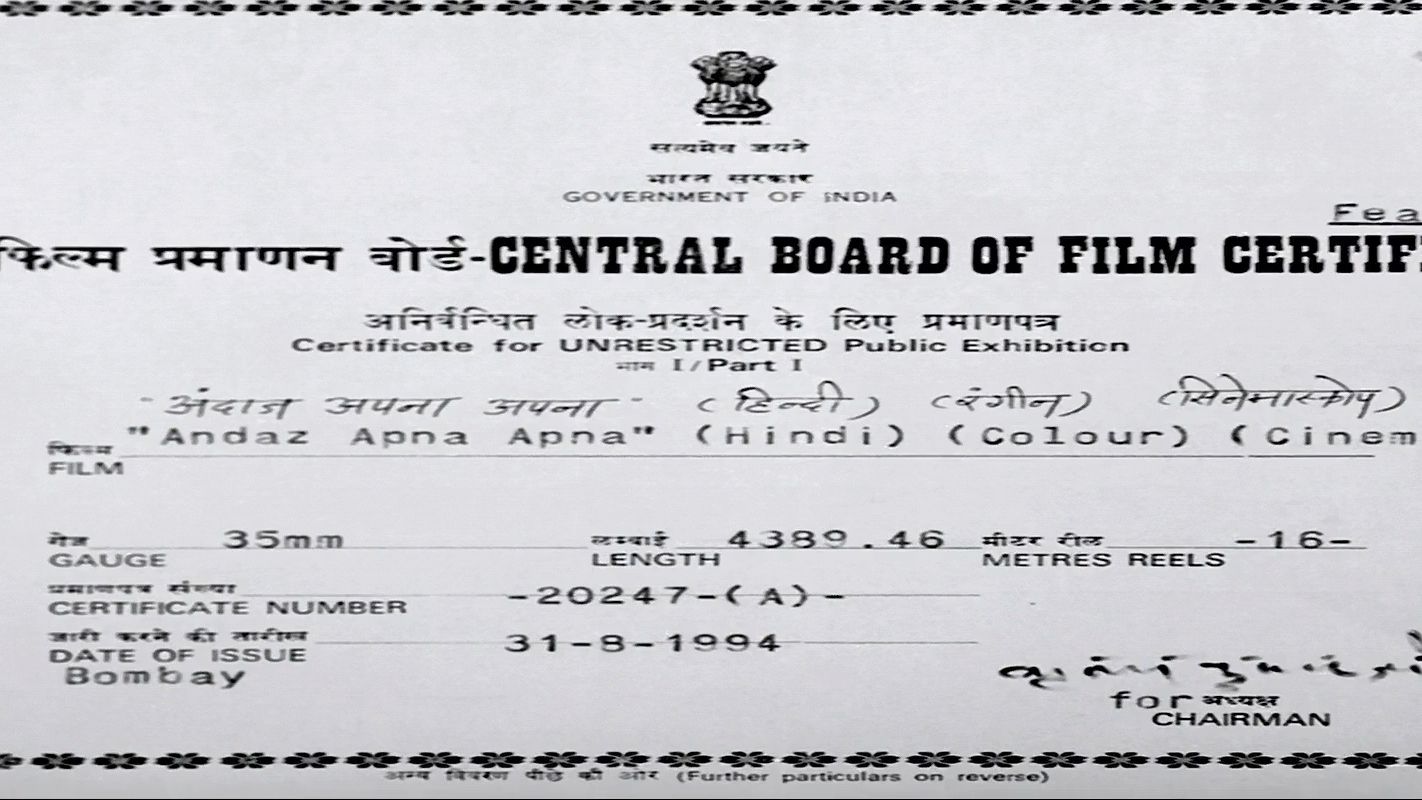 सत्यमेव जयते
भारत सरकार
GOVERNMENT OF INDIA
Fea
फिल्म प्रमाणन बोर्ड-CENTRAL BOARD OF FILM CERTIF
अनिर्बन्धित लोक-प्रदर्शन के लिए प्रमाणपत्र
Certificate for UNRESTRICTED Public Exhibition
भाग I/Part I
"अंदाज अपना अपना" (हिन्दी) (रंगीन) (सिनेमास्कोप)
फिल्म "Andaz Apna Apna" (Hindi) (Colour) (Cinem
FILM
गेज 35mm लम्बाई 4389.46 मीटर रील -16-
GAUGE LENGTH METRES REELS
प्रमाणपत्र संख्या -20247-(A)-
CERTIFICATE NUMBER
जारी करने की तारीख 31-8-1994
DATE OF ISSUE
Bombay
for अध्यक्ष
CHAIRMAN
अन्य विवरण पीछे की ओर (Further particulars on reverse)